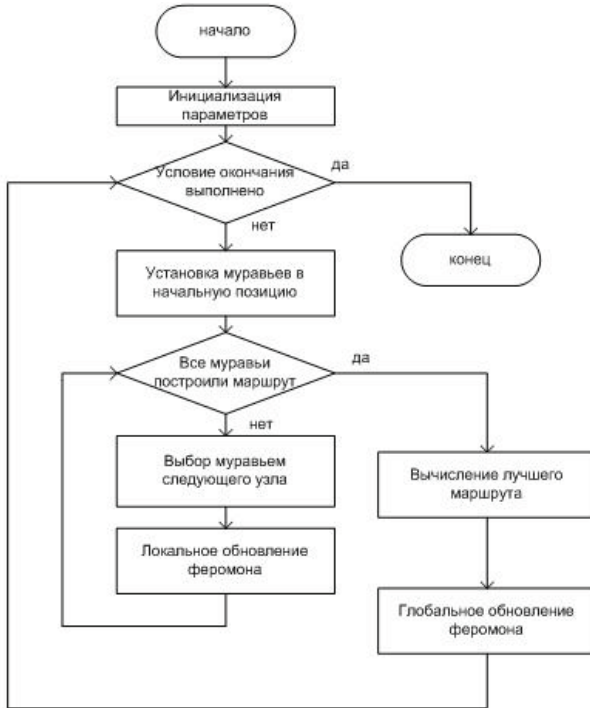 начало
Инициализация
параметров
Условие окончания
выполнено
да
нет
конец
Установка муравьев в
начальную позицию
Все муравьи
построили маршрут
да
нет
Выбор муравьем
следующего узла
Вычисление лучшего
маршрута
Локальное обновление
феромона
Глобальное обновление
феромона